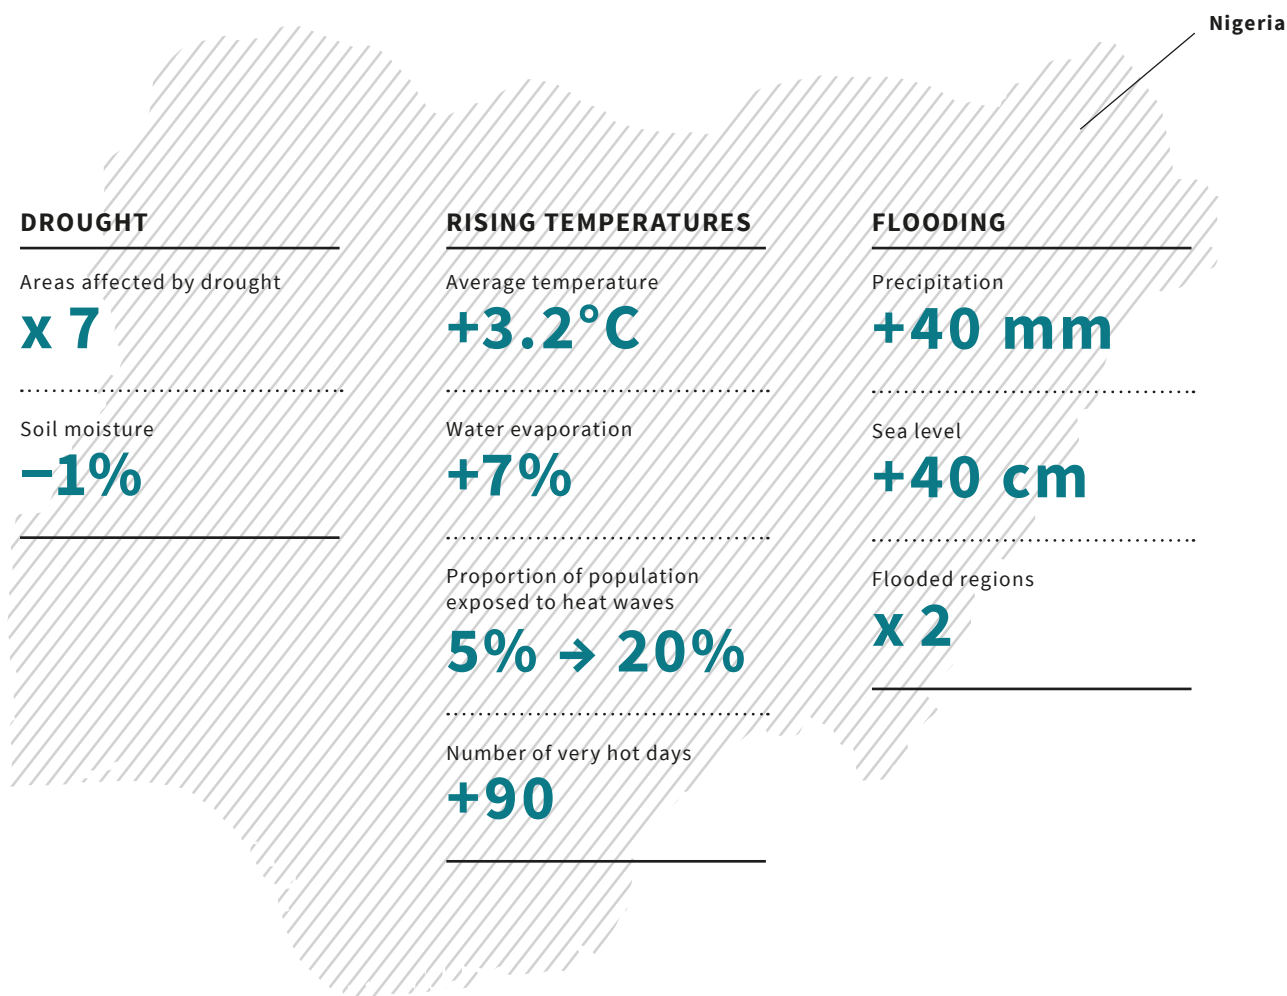 Nigeria
DROUGHT
Areas affected by drought
x 7
Soil moisture
−1%
RISING TEMPERATURES
Average temperature
+3.2°C
Water evaporation
+7%
Proportion of population
exposed to heat waves
5% → 20%
Number of very hot days
+90
FLOODING
Precipitation
+40 mm
Sea level
+40 cm
Flooded regions
x 2